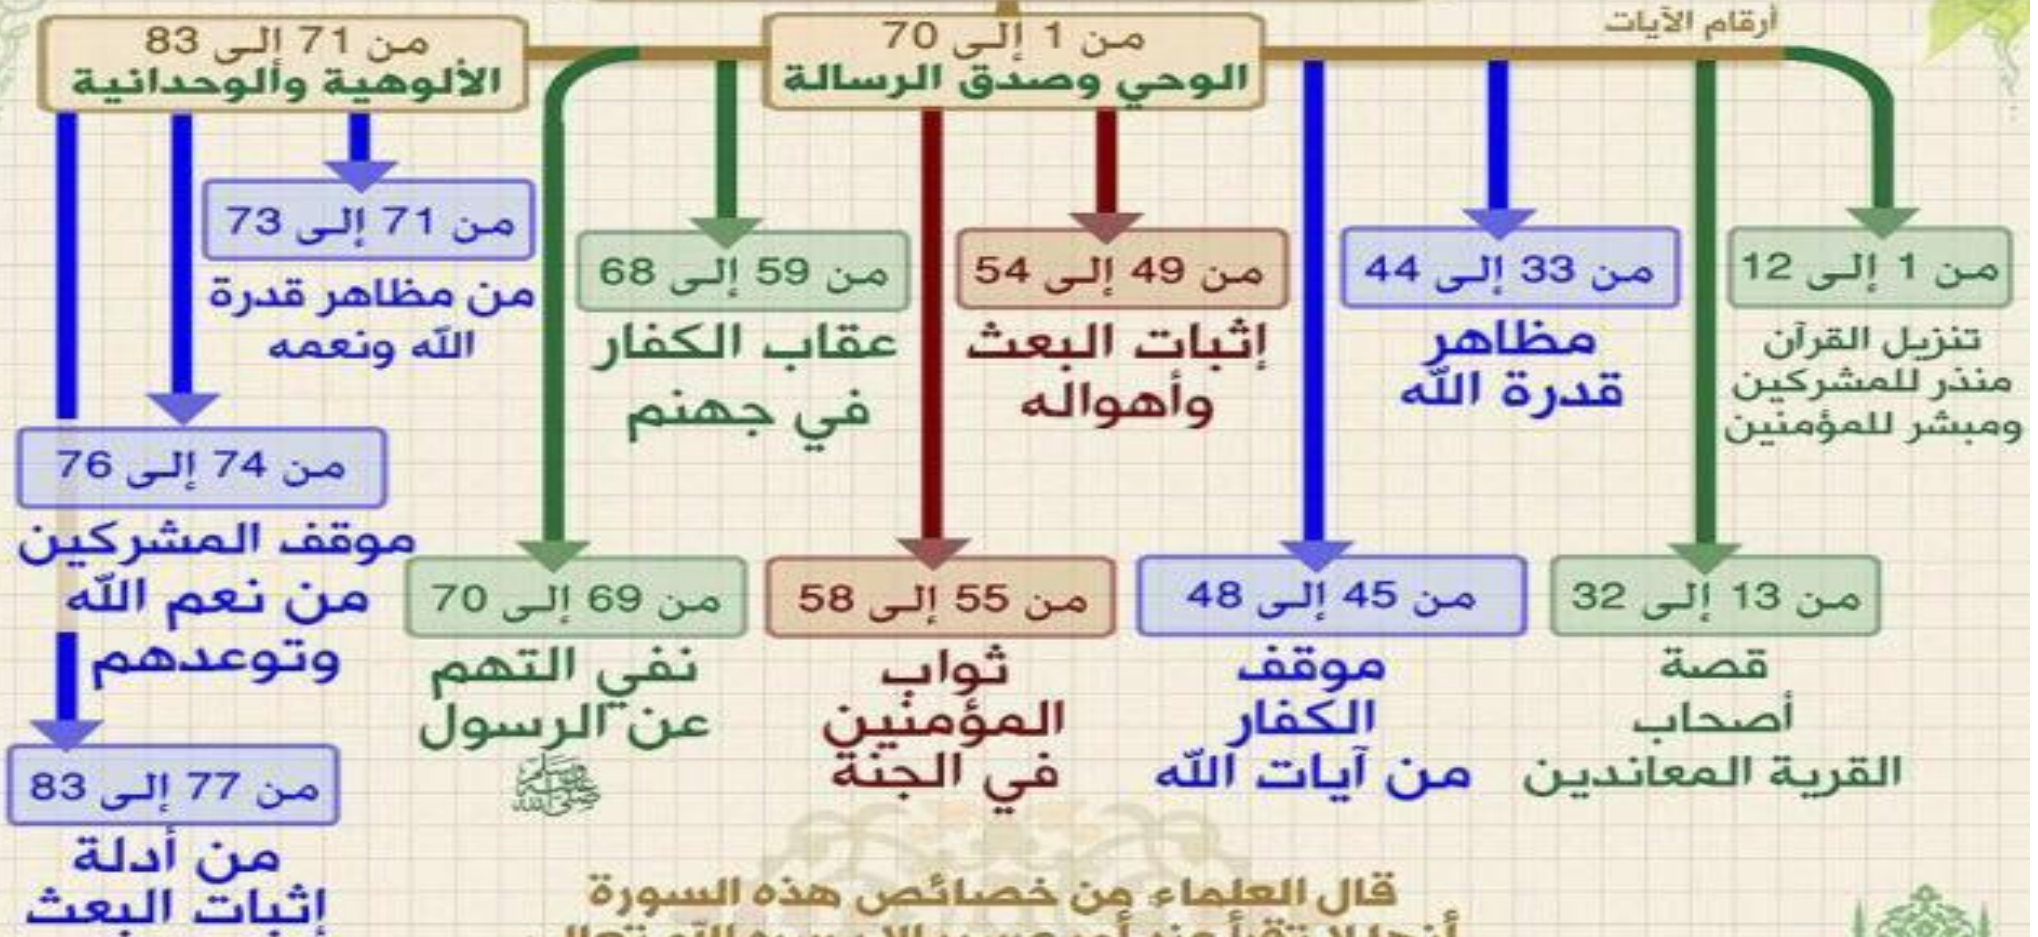 أرقام الآيات
من 1 إلى 70
الوحي وصدق الرسالة
من 1 إلى 12
تنزيل القرآن
منذر للمشركين
ومبشر للمؤمنين
من 13 إلى 32
قصة
أصحاب
القرية المعاندين
من 33 إلى 44
مظاهر
قدرة الله
من 45 إلى 48
موقف
الكفار
من آيات الله
من 49 إلى 54
إثبات البعث
وأهواله
من 55 إلى 58
ثواب
المؤمنين
في الجنة
من 59 إلى 68
عقاب الكفار
في جهنم
من 69 إلى 70
نفي التهم
عن الرسول
ﷺ
من 71 إلى 83
الألوهية والوحدانية
من 71 إلى 73
من مظاهر قدرة
الله ونعمه
من 74 إلى 76
موقف المشركين
من نعم الله
وتوعدهم
من 77 إلى 83
من أدلة
إثبات البعث
قال العلماء من خصائص هذه السورة